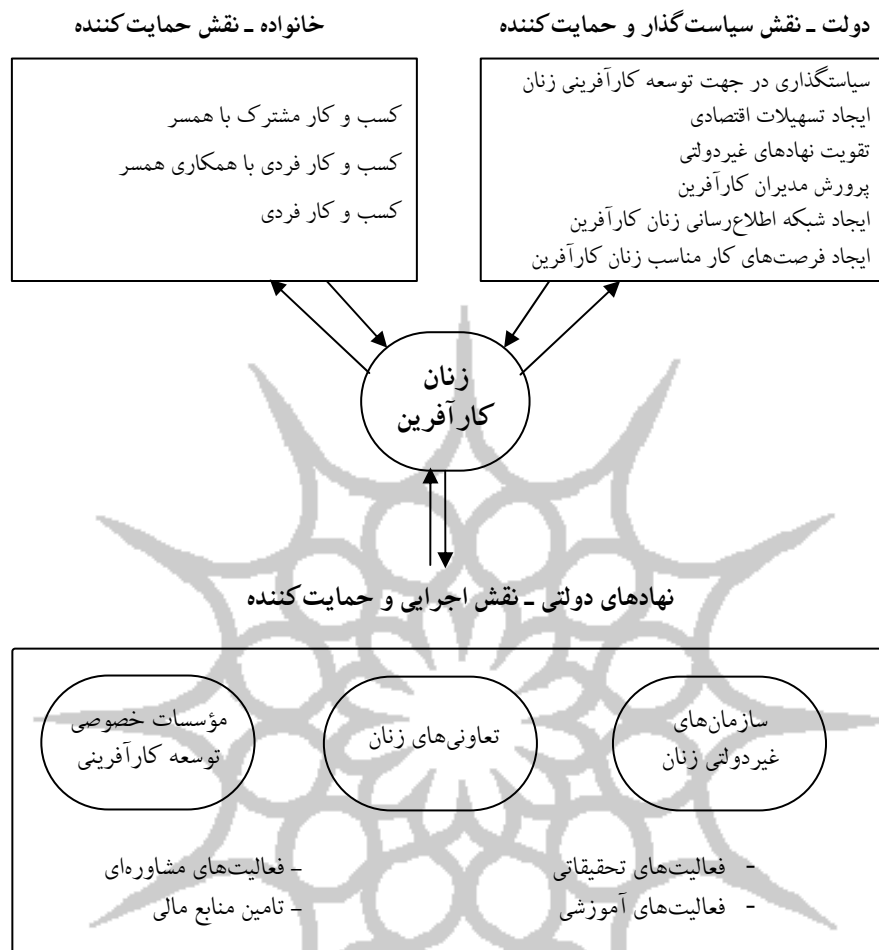 دولت ـ نقش سیاست‌گذار و حمایت‌کننده
سیاستگذاری در جهت توسعه کارآفرینی زنان
ایجاد تسهیلات اقتصادی
تقویت نهادهای غیردولتی
پرورش مدیران کارآفرین
ایجاد شبکه اطلاع‌رسانی زنان کارآفرین
ایجاد فرصت‌های کار مناسب زنان کارآفرین
خانواده ـ نقش حمایت‌کننده
کسب و کار مشترک با همسر
کسب و کار فردی با همکاری همسر
کسب و کار فردی
زنان
کارآفرین
نهادهای دولتی ـ نقش اجرایی و حمایت‌کننده
سازمان‌های
غیردولتی زنان
تعاونی‌های زنان
مؤسسات خصوصی
توسعه کارآفرینی
- فعالیت‌های تحقیقاتی
- فعالیت‌های آموزشی
– فعالیت‌های مشاوره‌ای
– تامین منابع مالی